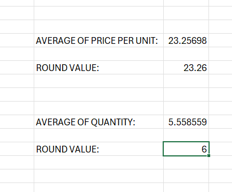 AVERAGE OF PRICE PER UNIT: 23.25698
ROUND VALUE: 23.26
AVERAGE OF QUANTITY: 5.558559
ROUND VALUE: 6